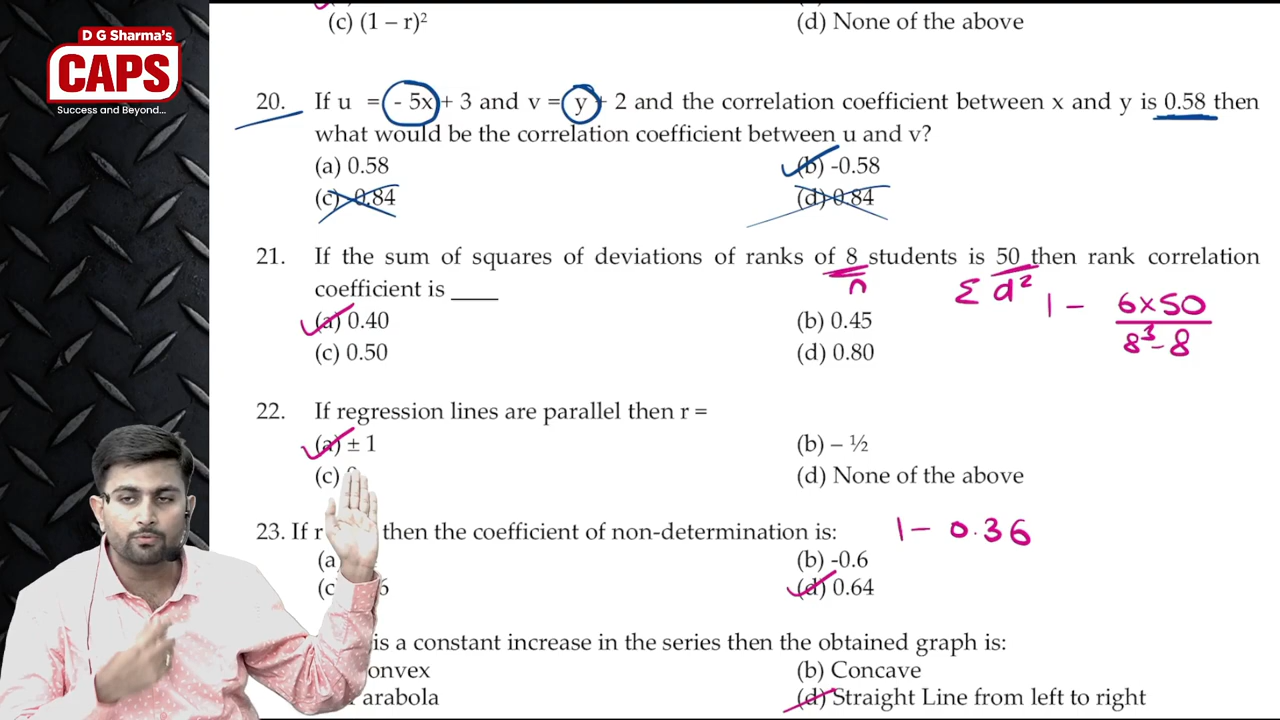 D G Sharma's
CAPS
Success and Beyond...
(c) (1 – r)²
(d) None of the above
20. If u = - 5x + 3 and v = y + 2 and the correlation coefficient between x and y is 0.58 then
what would be the correlation coefficient between u and v?
(a) 0.58
(b) -0.58
(c) -0.84
(d) 0.84
21. If the sum of squares of deviations of ranks of 8 students is 50 then rank correlation
n
Σ d²
coefficient is ____
1 - 6×50
8³-8
(a) 0.40
(b) 0.45
(c) 0.50
(d) 0.80
22. If regression lines are parallel then r =
(a) ± 1
(b) – ½
(c)
(d) None of the above
23. If r then the coefficient of non-determination is:
1 - 0.36
(b) -0.6
(d) 0.64
is a constant increase in the series then the obtained graph is:
onvex
(b) Concave
arabola
(d) Straight Line from left to right